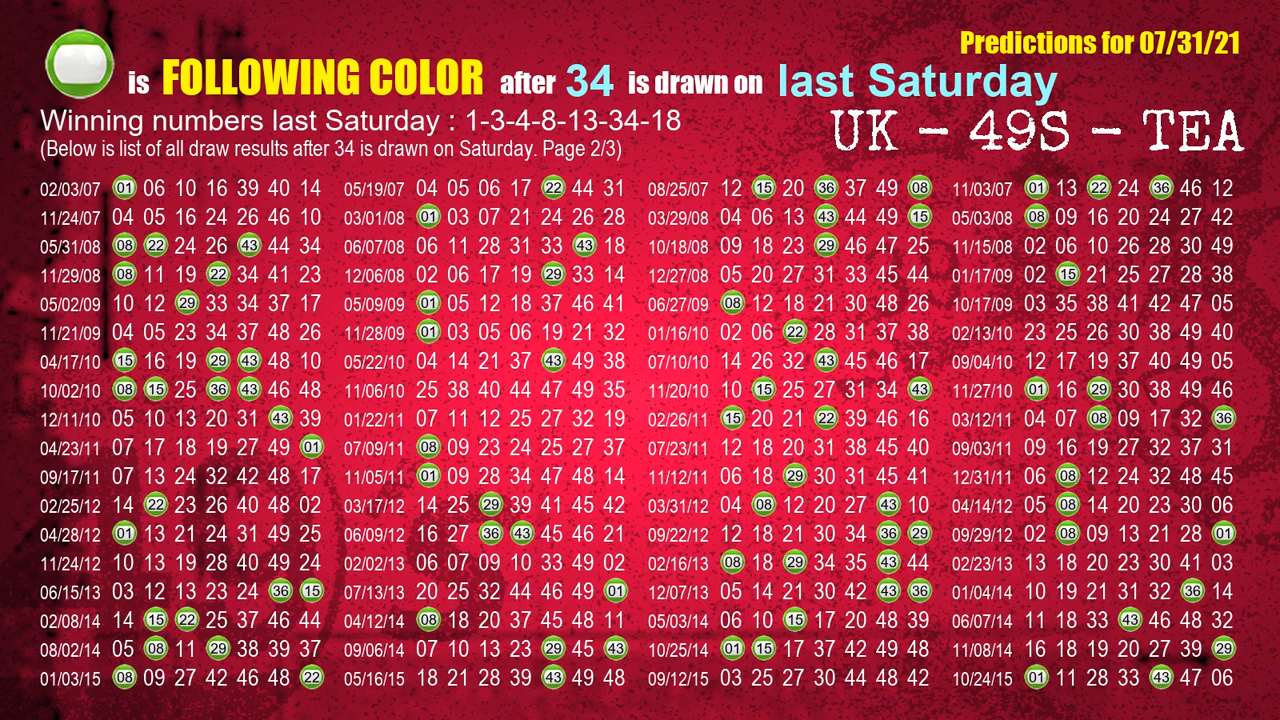 Predictions for 07/31/21
is FOLLOWING COLOR after 34 is drawn on last Saturday
Winning numbers last Saturday : 1-3-4-8-13-34-18
UK - 49S - TEA
(Below is list of all draw results after 34 is drawn on Saturday. Page 2/3)
02/03/07 01 06 10 16 39 40 14 05/19/07 04 05 06 17 22 44 31 08/25/07 12 15 20 36 37 49 08 11/03/07 01 13 22 24 36 46 12
11/24/07 04 05 16 24 26 46 10 03/01/08 01 03 07 21 24 26 28 03/29/08 04 06 13 43 44 49 15 05/03/08 08 09 16 20 24 27 42
05/31/08 08 22 24 26 43 44 34 06/07/08 06 11 28 31 33 43 18 10/18/08 09 18 23 29 46 47 25 11/15/08 02 06 10 26 28 30 49
11/29/08 08 11 19 22 34 41 23 12/06/08 02 06 17 19 29 33 14 12/27/08 05 20 27 31 33 45 44 01/17/09 02 15 21 25 27 28 38
05/02/09 10 12 29 33 34 37 17 05/09/09 01 05 12 18 37 46 41 06/27/09 08 12 18 21 30 48 26 10/17/09 03 35 38 41 42 47 05
11/21/09 04 05 23 34 37 48 26 11/28/09 01 03 05 06 19 21 32 01/16/10 02 06 22 28 31 37 38 02/13/10 23 25 26 30 38 49 40
04/17/10 15 16 19 29 43 48 10 05/22/10 04 14 21 37 43 49 38 07/10/10 14 26 32 43 45 46 17 09/04/10 12 17 19 37 40 49 05
10/02/10 08 15 25 36 43 46 48 11/06/10 25 38 40 44 47 49 35 11/20/10 10 15 25 27 31 34 43 11/27/10 01 16 29 30 38 49 46
12/11/10 05 10 13 20 31 43 39 01/22/11 07 11 12 25 27 32 19 02/26/11 15 20 21 22 39 46 16 03/12/11 04 07 08 09 17 32 36
04/23/11 07 17 18 19 27 49 01 07/09/11 08 09 23 24 25 27 37 07/23/11 12 18 20 31 38 45 40 09/03/11 09 16 19 27 32 37 31
09/17/11 07 13 24 32 42 48 17 11/05/11 01 09 28 34 47 48 14 11/12/11 06 18 29 30 31 45 41 12/31/11 06 08 12 24 32 48 45
02/25/12 14 22 23 26 40 48 02 03/17/12 14 25 29 39 41 45 42 03/31/12 04 08 12 20 27 43 10 04/14/12 05 08 14 20 23 30 06
04/28/12 01 13 21 24 31 49 25 06/09/12 16 27 36 43 45 46 21 09/22/12 12 18 21 30 34 36 29 09/29/12 02 08 09 13 21 28 01
11/24/12 10 13 19 28 40 49 24 02/02/13 06 07 09 10 33 49 02 02/16/13 08 18 29 34 35 43 44 02/23/13 13 18 20 23 30 41 03
06/15/13 03 12 13 23 24 36 15 07/13/13 20 25 32 44 46 49 01 12/07/13 05 14 21 30 42 43 36 01/04/14 10 19 21 31 32 36 14
02/08/14 14 15 22 25 37 46 44 04/12/14 08 18 20 37 45 48 11 05/03/14 06 10 15 17 20 48 39 06/07/14 11 18 33 43 46 48 32
08/02/14 05 08 11 29 38 39 37 09/06/14 07 10 13 23 29 45 43 10/25/14 01 15 17 37 42 49 48 11/08/14 16 18 19 20 27 39 29
01/03/15 08 09 27 42 46 48 22 05/16/15 18 21 28 39 43 49 48 09/12/15 03 25 27 30 44 48 42 10/24/15 01 11 28 33 43 47 06